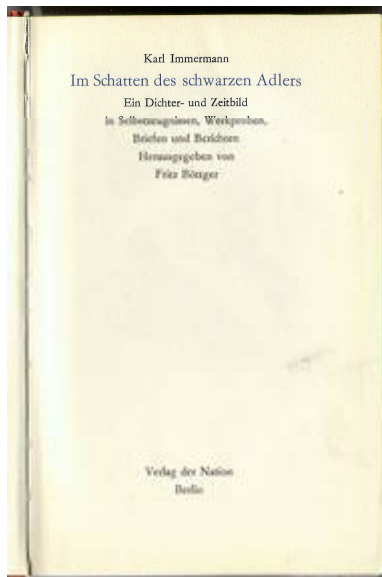 Karl Immermann
Im Schatten des schwarzen Adlers
Ein Dichter- und Zeitbild
in Selbstzeugnissen, Werkproben,
Briefen und Berichten
Herausgegeben von
Fritz Böttger
Verlag der Nation
Berlin